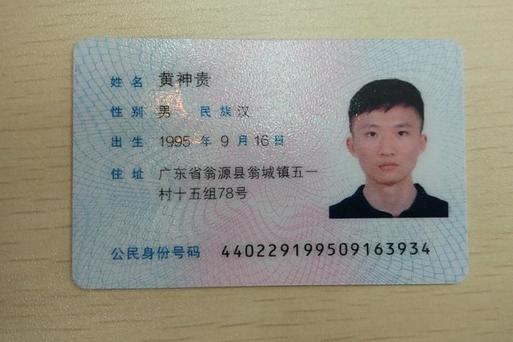 姓名 黄神贵
性别 男 民族 汉
出生 1995 年 9 月 16 日
住址 广东省翁源县翁城镇五一
村十五组78号
公民身份号码 440229199509163934